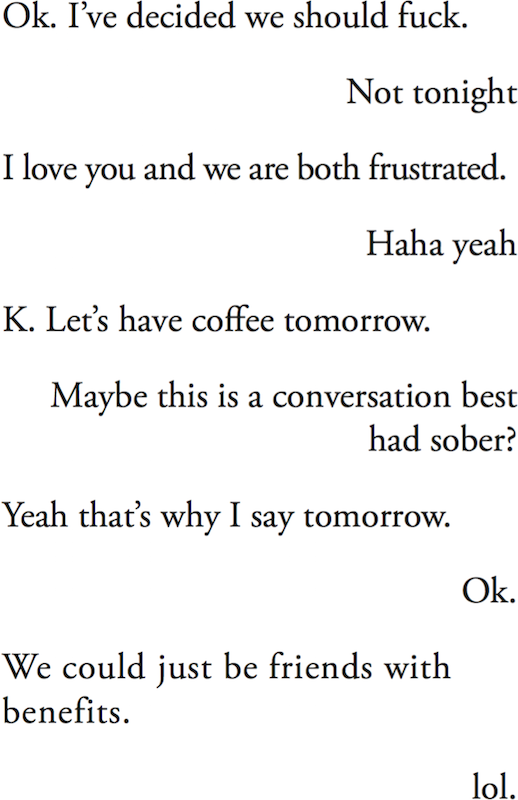 Ok. I’ve decided we should fuck.
Not tonight
I love you and we are both frustrated.
Haha yeah
K. Let’s have coffee tomorrow.
Maybe this is a conversation best
had sober?
Yeah that’s why I say tomorrow.
Ok.
We could just be friends with
benefits.
lol.